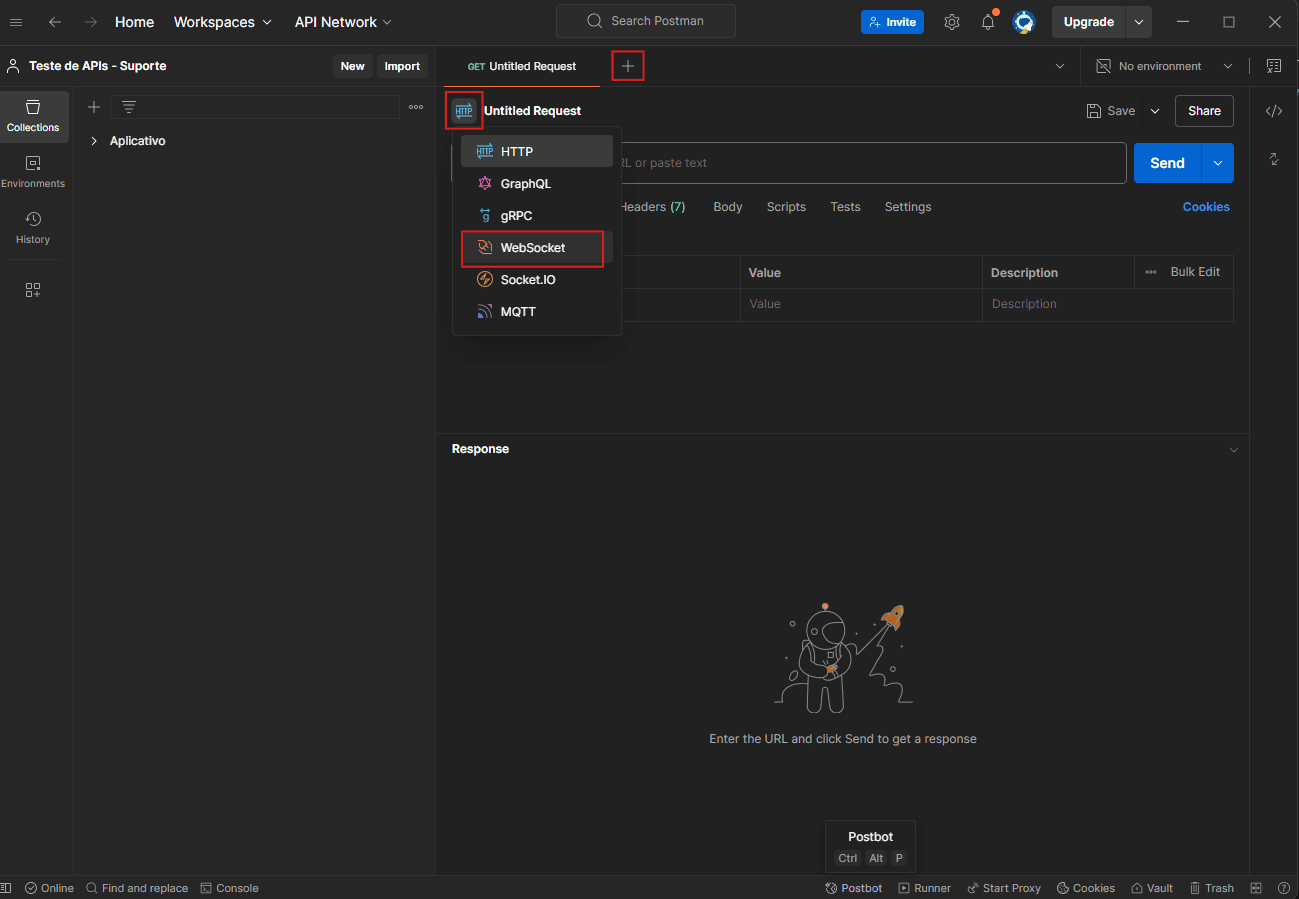 Home Workspaces API Network Search Postman Invite Upgrade
Teste de APIs - Suporte New Import GET Untitled Request No environment
Collections
HTTP Untitled Request Save Share
Aplicativo
HTTP HTTP
RL or paste text Send
Environments
GraphQL
gRPC
Headers (7) Body Scripts Tests Settings Cookies
History
WebSocket
Value Description Bulk Edit
Socket.IO
Value Description
MQTT
Response
Enter the URL and click Send to get a response
Postbot
Ctrl Alt P
Online Find and replace Console Postbot Runner Start Proxy Cookies Vault Trash